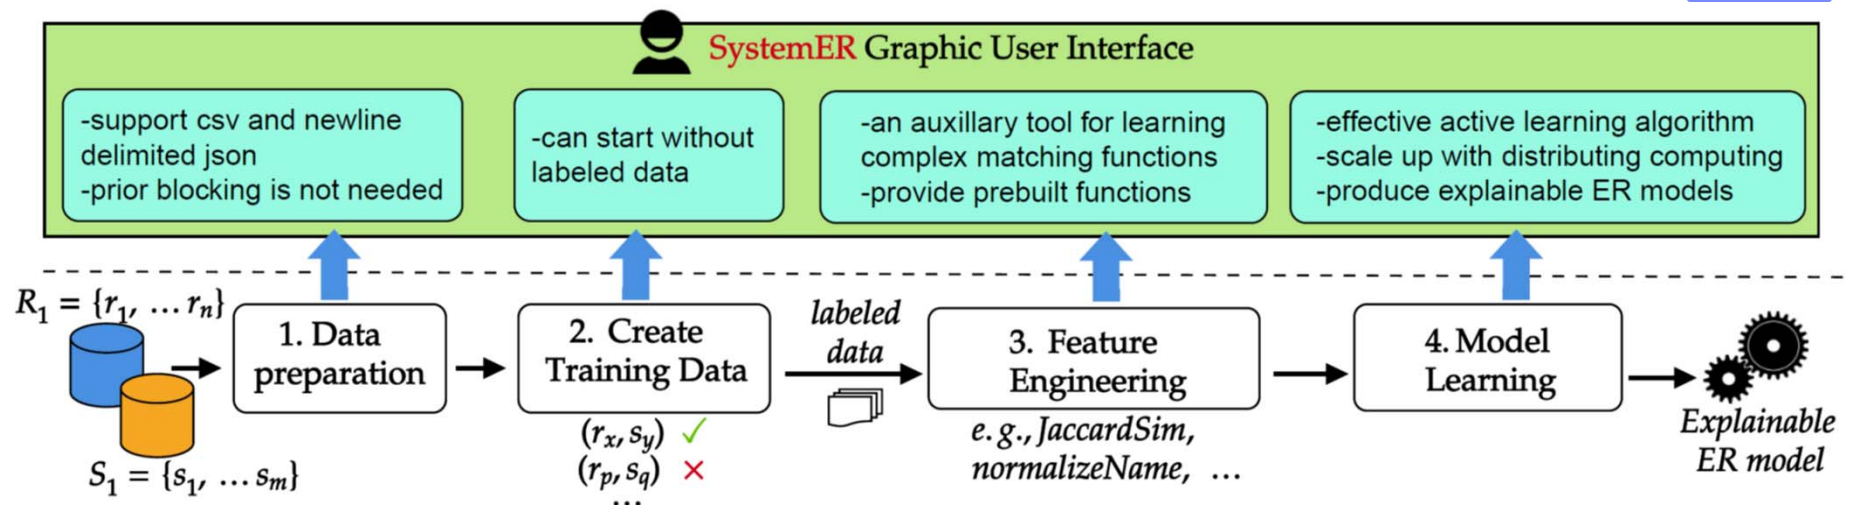 SystemER Graphic User Interface
-support csv and newline
delimited json
-prior blocking is not needed
-can start without
labeled data
-an auxillary tool for learning
complex matching functions
-provide prebuilt functions
-effective active learning algorithm
-scale up with distributing computing
-produce explainable ER models
R₁ = {r₁, … rₙ}
S₁ = {s₁, … sₘ}
1. Data
preparation
2. Create
Training Data
(rₓ, s_y) ✓
(r_p, s_q) ✕
…
labeled
data
3. Feature
Engineering
e.g., JaccardSim,
normalizeName, …
4. Model
Learning
Explainable
ER model